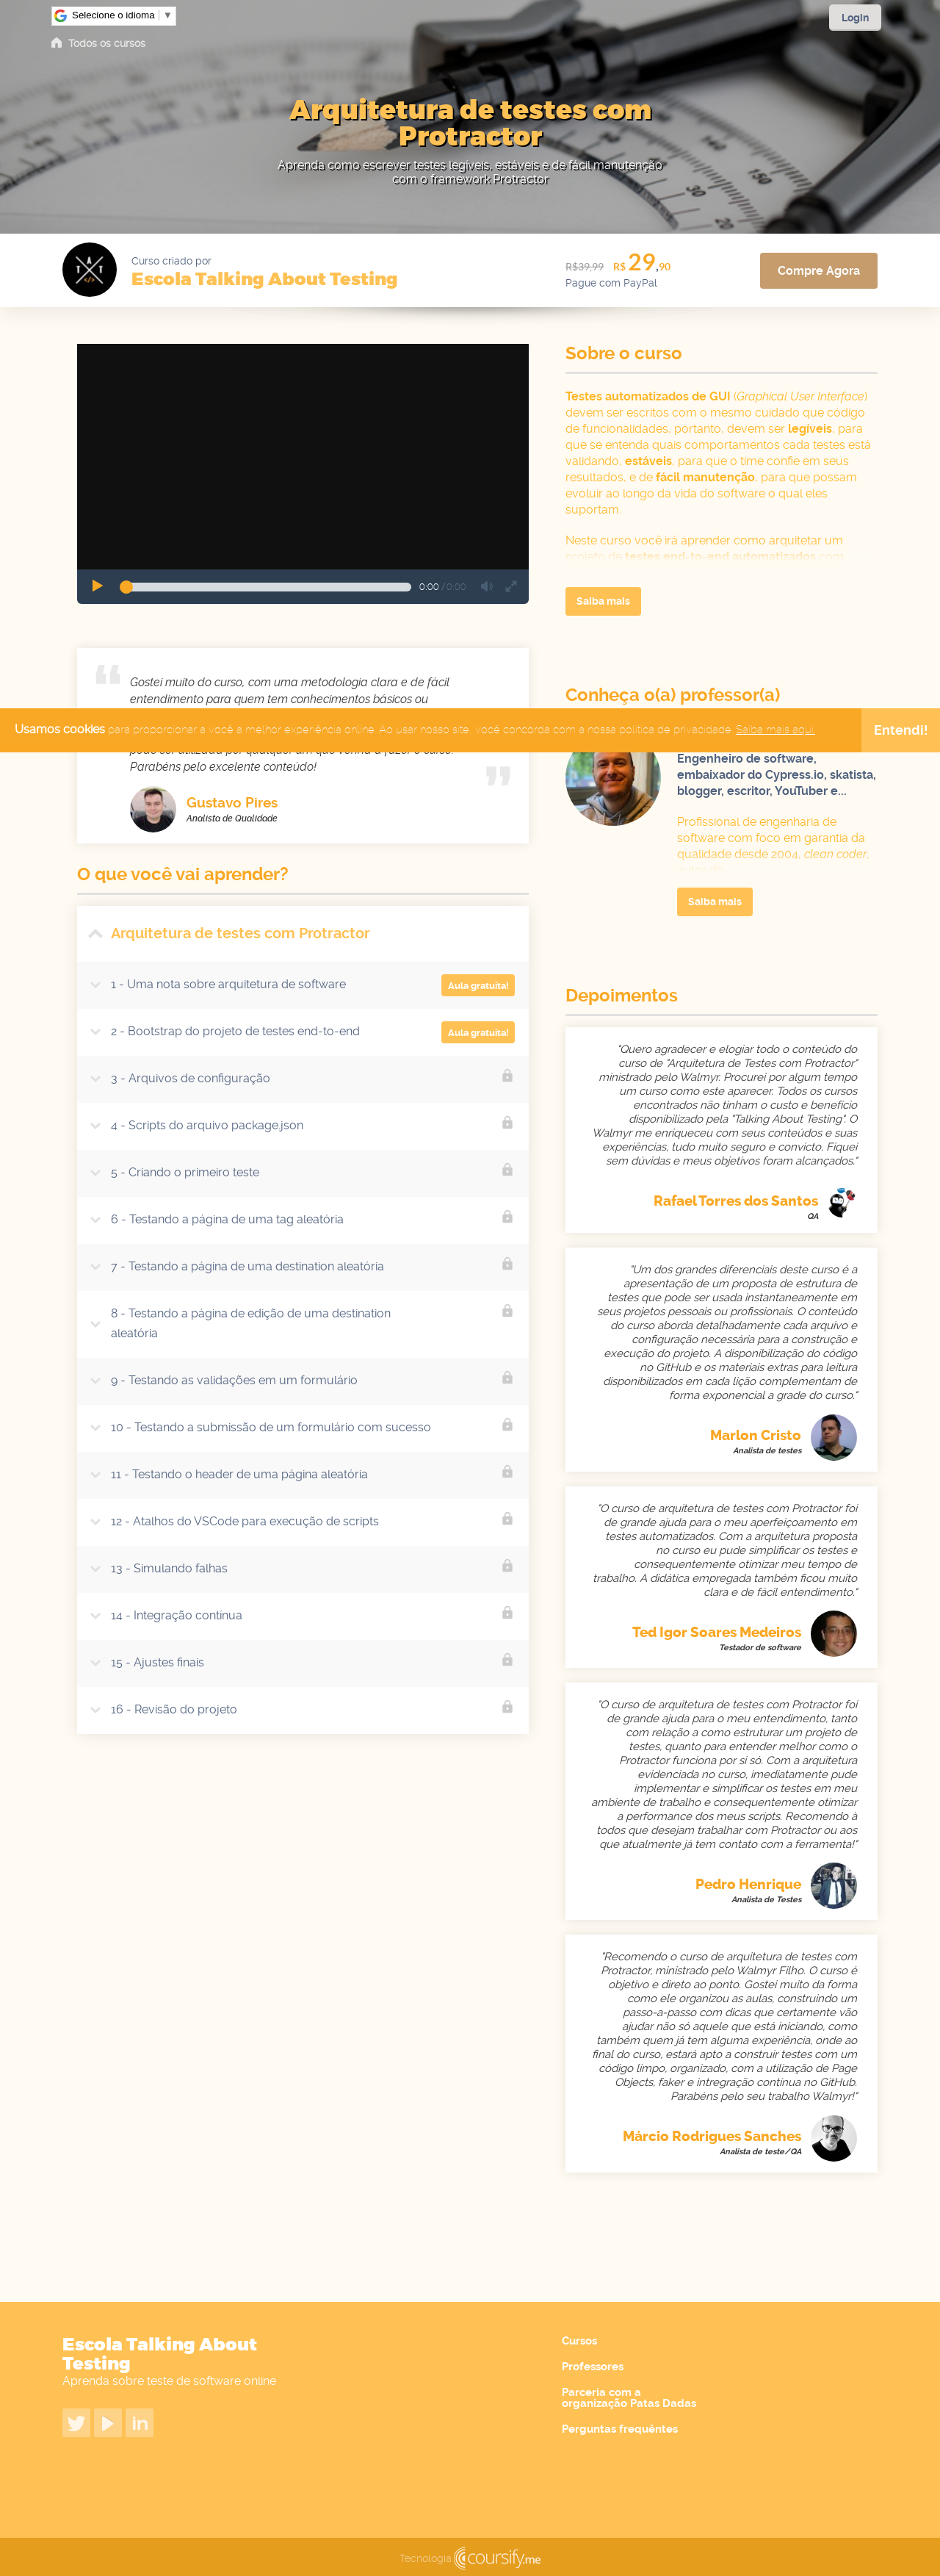 Selecione o idioma ▼
Login
Todos os cursos
Arquitetura de testes com
Protractor
Aprenda como escrever testes legíveis, estáveis e de fácil manutenção
com o framework Protractor
Curso criado por
Escola Talking About Testing
R$39,99 R$ 29,90
Pague com PayPal
Compre Agora
0:00 / 0:00
Sobre o curso
Testes automatizados de GUI (Graphical User Interface)
devem ser escritos com o mesmo cuidado que código
de funcionalidades, portanto, devem ser legíveis, para
que se entenda quais comportamentos cada testes está
validando, estáveis, para que o time confie em seus
resultados, e de fácil manutenção, para que possam
evoluir ao longo da vida do software o qual eles
suportam.
Neste curso você irá aprender como arquitetar um
projeto de testes end-to-end automatizados com
Saiba mais
Gostei muito do curso, com uma metodologia clara e de fácil
entendimento para quem tem conhecimentos básicos ou
Usamos cookies para proporcionar a você a melhor experiência online. Ao usar nosso site, você concorda com a nossa política de privacidade. Saiba mais aqui.
Entendi!
pode ser utilizada por qualquer um que venha a fazer o curso.
Parabéns pelo excelente conteúdo!
Gustavo Pires
Analista de Qualidade
Conheça o(a) professor(a)
Engenheiro de software,
embaixador do Cypress.io, skatista,
blogger, escritor, YouTuber e...
Profissional de engenharia de
software com foco em garantia da
qualidade desde 2004, clean coder,
Saiba mais
O que você vai aprender?
Arquitetura de testes com Protractor
1 - Uma nota sobre arquitetura de software
Aula gratuita!
2 - Bootstrap do projeto de testes end-to-end
Aula gratuita!
3 - Arquivos de configuração
4 - Scripts do arquivo package.json
5 - Criando o primeiro teste
6 - Testando a página de uma tag aleatória
7 - Testando a página de uma destination aleatória
8 - Testando a página de edição de uma destination
aleatória
9 - Testando as validações em um formulário
10 - Testando a submissão de um formulário com sucesso
11 - Testando o header de uma página aleatória
12 - Atalhos do VSCode para execução de scripts
13 - Simulando falhas
14 - Integração contínua
15 - Ajustes finais
16 - Revisão do projeto
Depoimentos
"Quero agradecer e elogiar todo o conteúdo do
curso de "Arquitetura de Testes com Protractor"
ministrado pelo Walmyr. Procurei por algum tempo
um curso como este aparecer. Todos os cursos
encontrados não tinham o custo e benefício
disponibilizado pela "Talking About Testing". O
Walmyr me enriqueceu com seus conteúdos e suas
experiências, tudo muito seguro e convicto. Fiquei
sem dúvidas e meus objetivos foram alcançados."
Rafael Torres dos Santos
QA
"Um dos grandes diferenciais deste curso é a
apresentação de um proposta de estrutura de
testes que pode ser usada instantaneamente em
seus projetos pessoais ou profissionais. O conteúdo
do curso aborda detalhadamente cada arquivo e
configuração necessária para a construção e
execução do projeto. A disponibilização do código
no GitHub e os materiais extras para leitura
disponibilizados em cada lição complementam de
forma exponencial a grade do curso."
Marlon Cristo
Analista de testes
"O curso de arquitetura de testes com Protractor foi
de grande ajuda para o meu aperfeiçoamento em
testes automatizados. Com a arquitetura proposta
no curso eu pude simplificar os testes e
consequentemente otimizar meu tempo de
trabalho. A didática empregada também ficou muito
clara e de fácil entendimento."
Ted Igor Soares Medeiros
Testador de software
"O curso de arquitetura de testes com Protractor foi
de grande ajuda para o meu entendimento, tanto
com relação a como estruturar um projeto de
testes, quanto para entender melhor como o
Protractor funciona por si só. Com a arquitetura
evidenciada no curso, imediatamente pude
implementar e simplificar os testes em meu
ambiente de trabalho e consequentemente otimizar
a performance dos meus scripts. Recomendo à
todos que desejam trabalhar com Protractor ou aos
que atualmente já tem contato com a ferramenta!"
Pedro Henrique
Analista de Testes
"Recomendo o curso de arquitetura de testes com
Protractor, ministrado pelo Walmyr Filho. O curso é
objetivo e direto ao ponto. Gostei muito da forma
como ele organizou as aulas, construindo um
passo-a-passo com dicas que certamente vão
ajudar não só aquele que está iniciando, como
também quem já tem alguma experiência, onde ao
final do curso, estará apto a construir testes com um
código limpo, organizado, com a utilização de Page
Objects, faker e intregração contínua no GitHub.
Parabéns pelo seu trabalho Walmyr!"
Márcio Rodrigues Sanches
Analista de teste/QA
Escola Talking About
Testing
Aprenda sobre teste de software online
Cursos
Professores
Parceria com a
organização Patas Dadas
Perguntas frequêntes
Tecnologia coursify.me